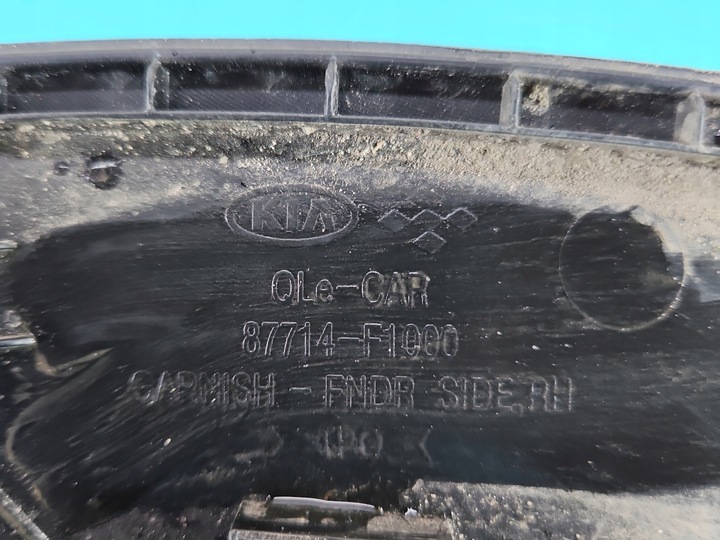 KIA
QLe-CAR
87714-F1000
GARNISH - FNDR SIDE,RH